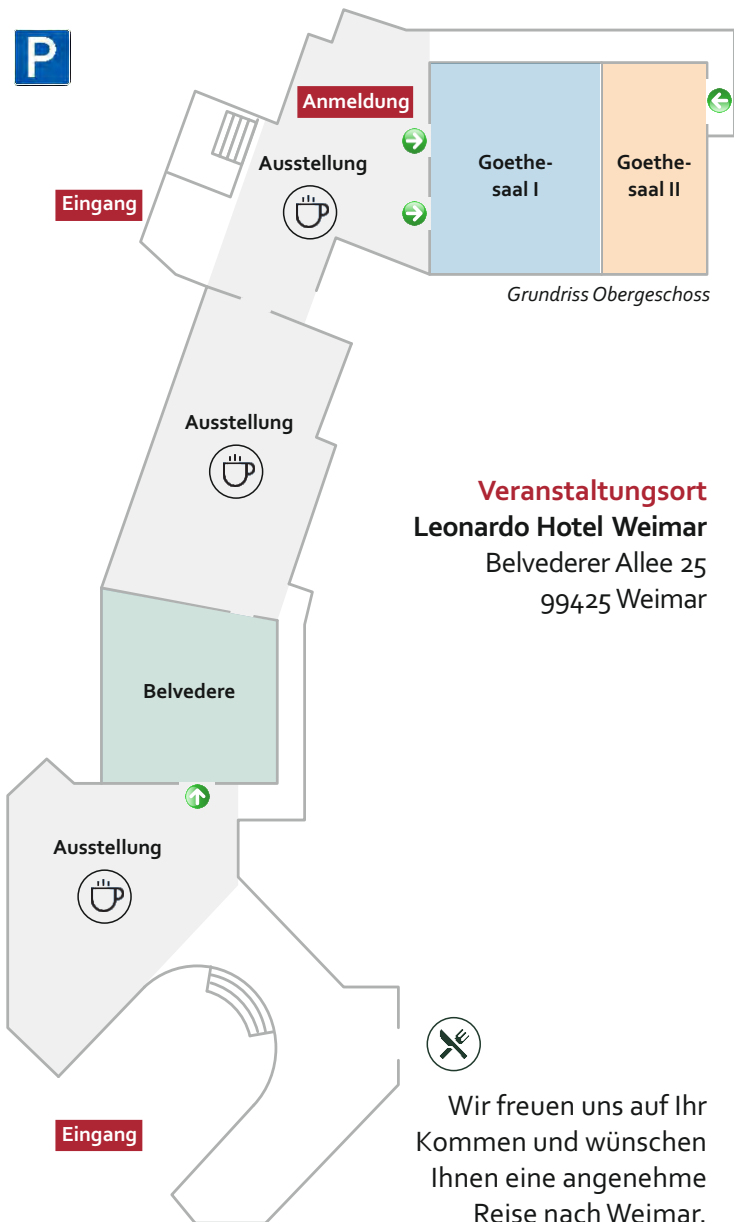 P
Anmeldung
Ausstellung
Goethe-
saal I
Goethe-
saal II
Eingang
Grundriss Obergeschoss
Ausstellung
Veranstaltungsort
Leonardo Hotel Weimar
Belvederer Allee 25
99425 Weimar
Belvedere
Ausstellung
Eingang
Wir freuen uns auf Ihr
Kommen und wünschen
Ihnen eine angenehme
Reise nach Weimar.